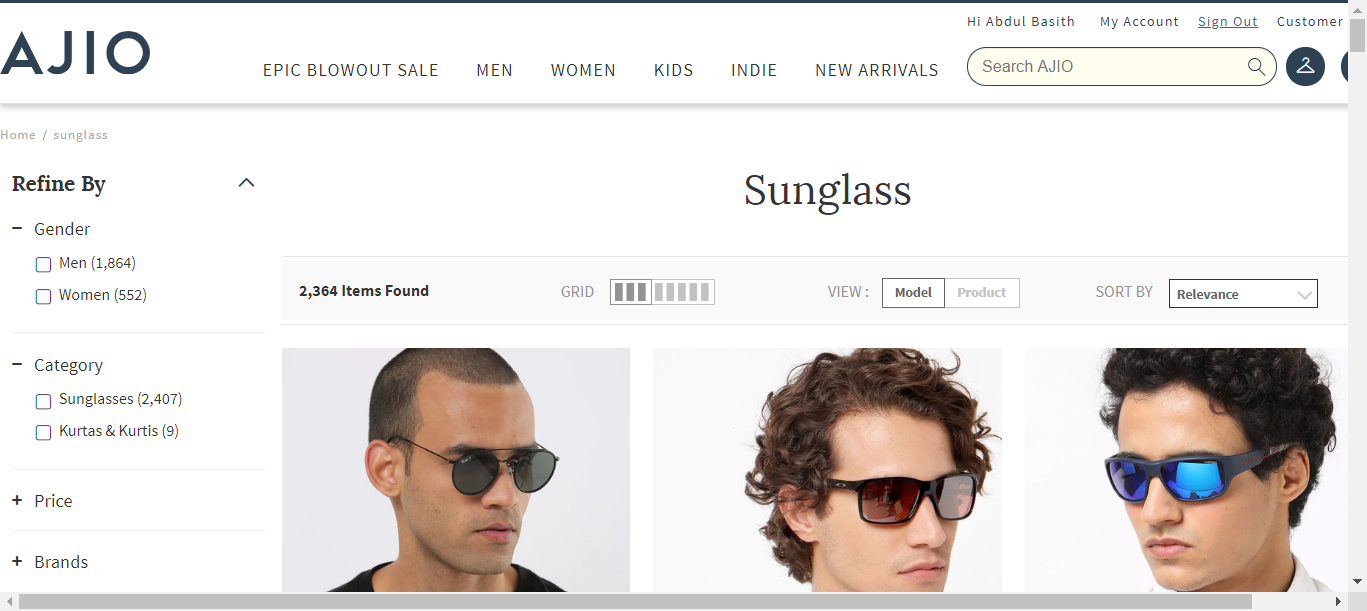 Hi Abdul Basith My Account Sign Out Customer
AJIO
EPIC BLOWOUT SALE MEN WOMEN KIDS INDIE NEW ARRIVALS
Search AJIO
Home / sunglass
Refine By
Sunglass
Gender
Men (1,864)
Women (552)
2,364 Items Found GRID VIEW : Model Product SORT BY Relevance
Category
Sunglasses (2,407)
Kurtas & Kurtis (9)
Price
Brands